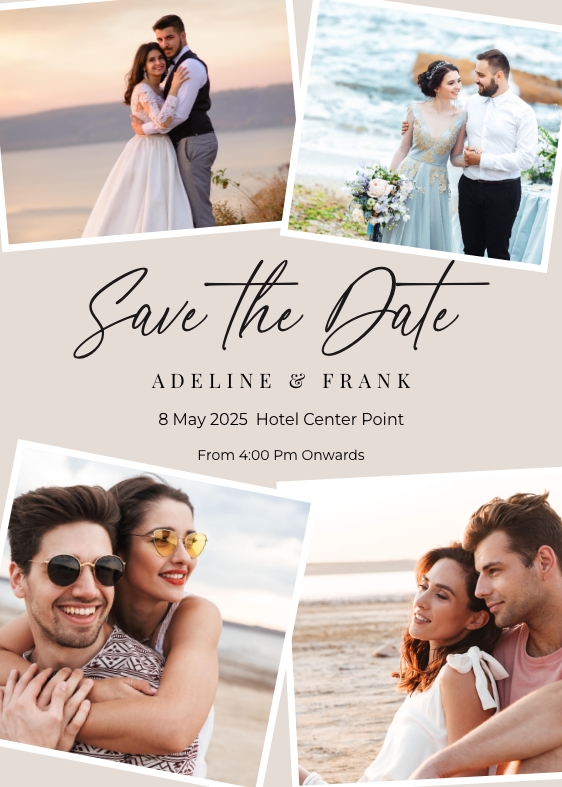 Save the Date
ADELINE & FRANK
8 May 2025 Hotel Center Point
From 4:00 Pm Onwards